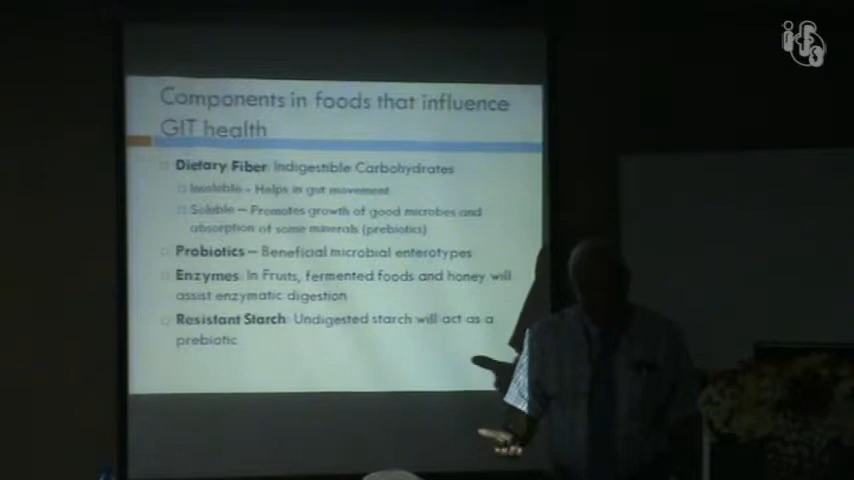 Components in foods that influence
GIT health
Dietary Fiber: Indigestible Carbohydrates
Insoluble - Helps in gut movement
Soluble – Promotes growth of good microbes and
absorption of some minerals (prebiotics)
Probiotics – Beneficial microbial enterotypes
Enzymes: In Fruits, fermented foods and honey will
assist enzymatic digestion
Resistant Starch: Undigested starch will act as a
prebiotic